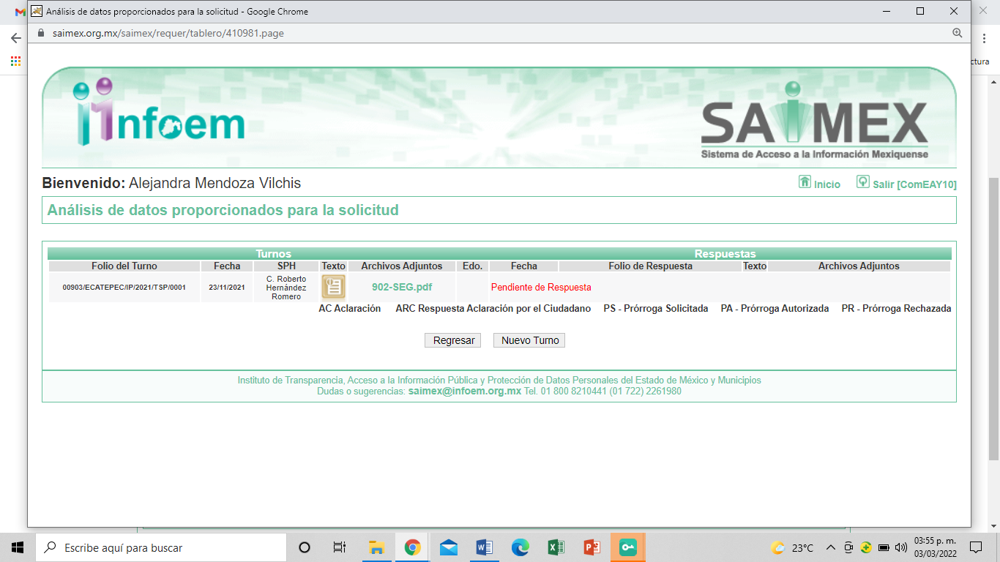 Análisis de datos proporcionados para la solicitud - Google Chrome
saimex.org.mx/saimex/requer/tablero/410981.page
ctura
infoem
SAIMEX
Sistema de Acceso a la Información Mexiquense
Bienvenido: Alejandra Mendoza Vilchis
Inicio Salir [ComEAY10]
Análisis de datos proporcionados para la solicitud
Turnos Respuestas
Folio del Turno Fecha SPH Texto Archivos Adjuntos Edo. Fecha Folio de Respuesta Texto Archivos Adjuntos
00903/ECATEPEC/IP/2021/TSP/0001 23/11/2021 C. Roberto Hernández Romero 902-SEG.pdf Pendiente de Respuesta
AC Aclaración ARC Respuesta Aclaración por el Ciudadano PS - Prórroga Solicitada PA - Prórroga Autorizada PR - Prórroga Rechazada
Regresar Nuevo Turno
Instituto de Transparencia, Acceso a la Información Pública y Protección de Datos Personales del Estado de México y Municipios
Dudas o sugerencias: saimex@infoem.org.mx Tel. 01 800 8210441 (01 722) 2261980
Escribe aquí para buscar
23°C
03:55 p. m.
03/03/2022